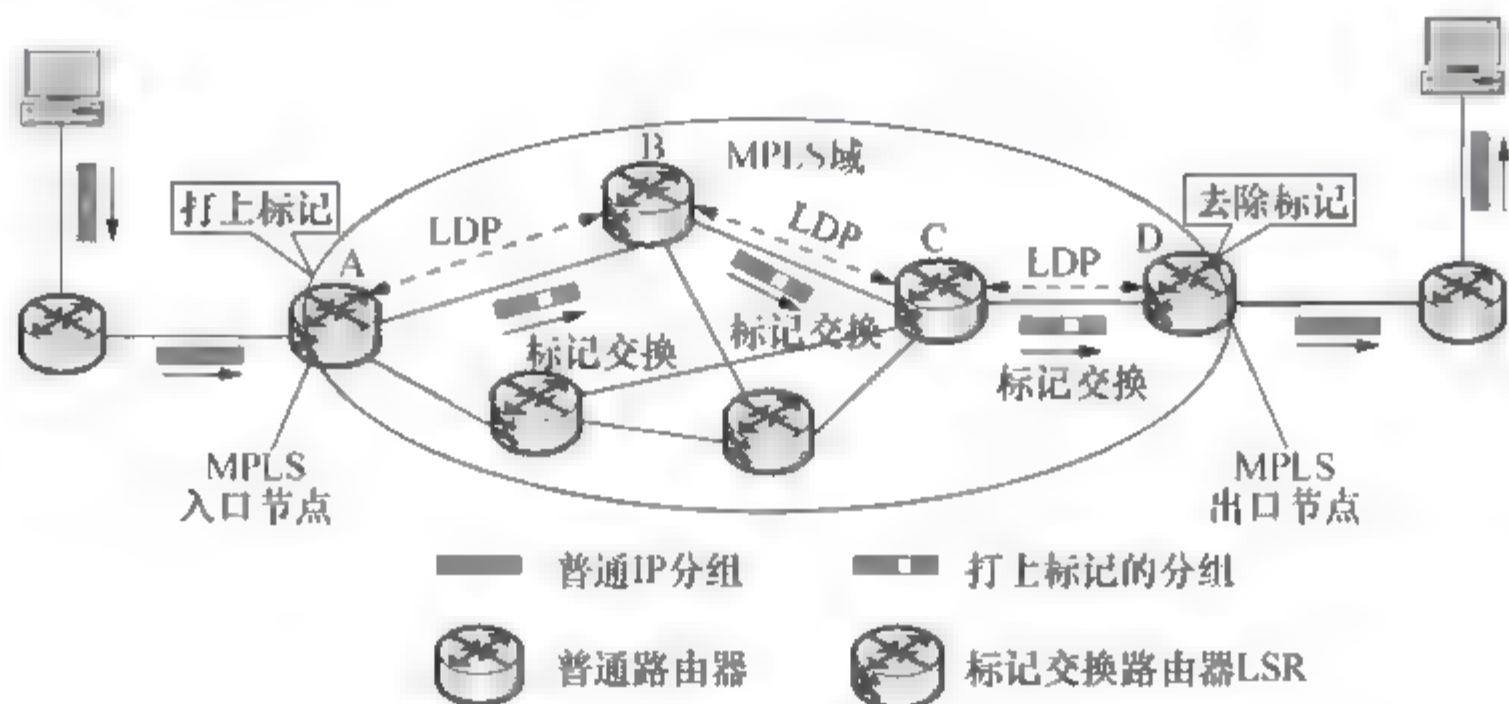 B
MPLS域
打上标记
去除标记
LDP
LDP
A
C
LDP
D
标记交换
标记交换
标记交换
MPLS
入口节点
MPLS
出口节点
普通IP分组
打上标记的分组
普通路由器
标记交换路由器LSR